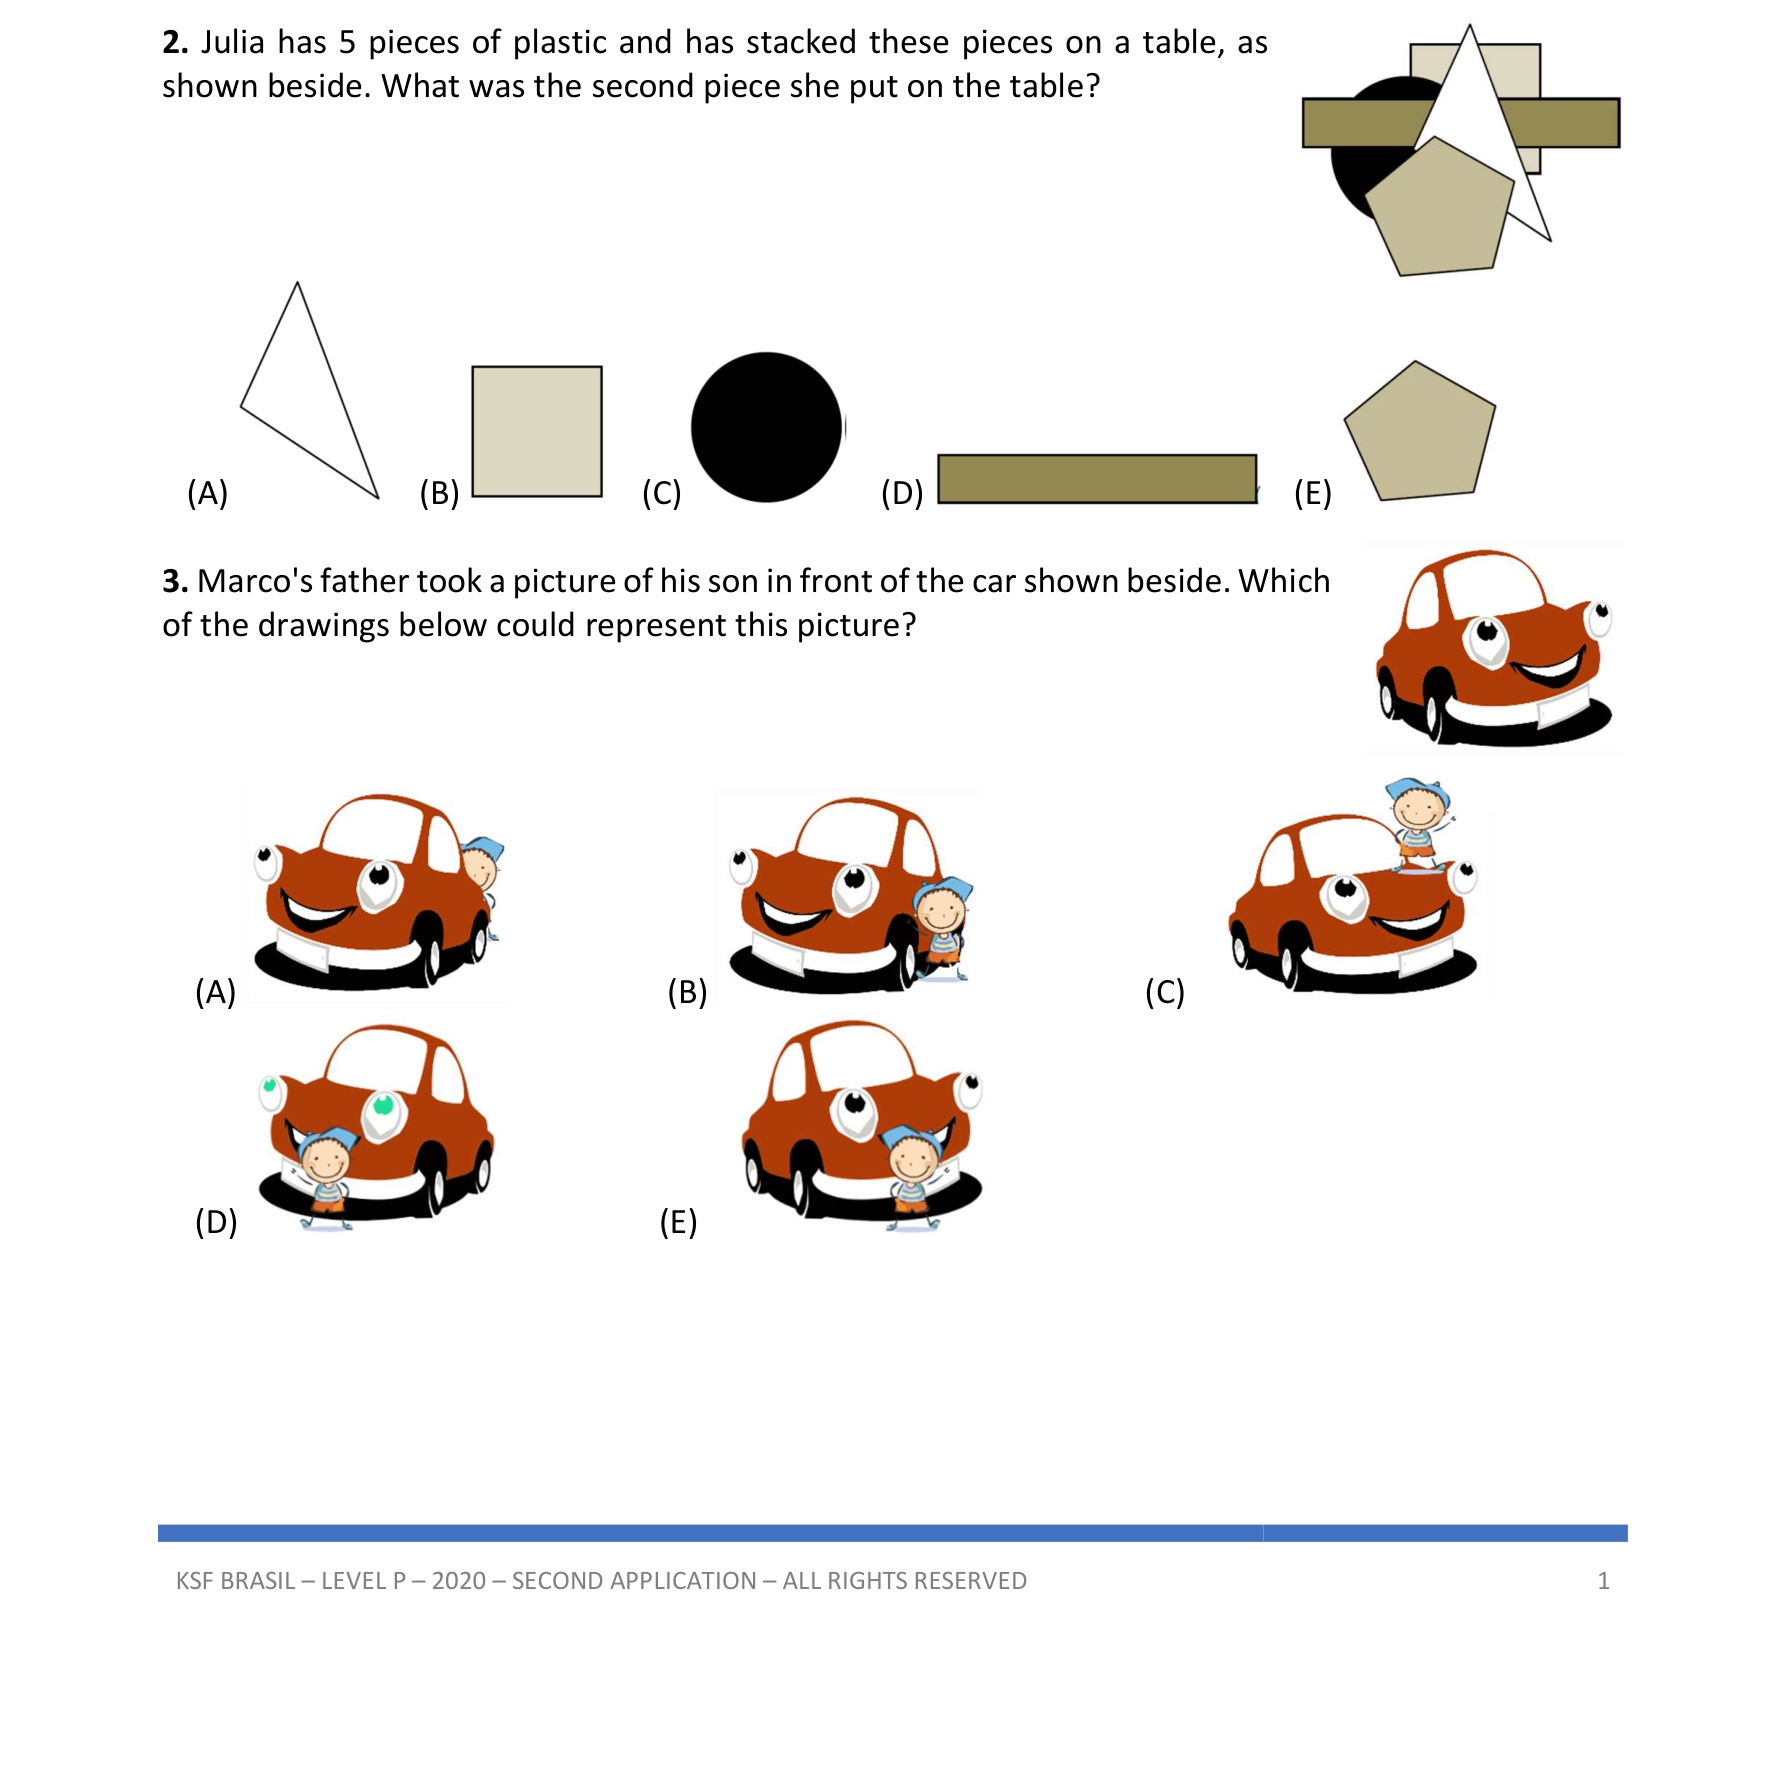 2. Julia has 5 pieces of plastic and has stacked these pieces on a table, as
shown beside. What was the second piece she put on the table?
(A) (B) (C) (D) (E)
3. Marco's father took a picture of his son in front of the car shown beside. Which
of the drawings below could represent this picture?
(A) (B) (C)
(D) (E)
KSF BRASIL – LEVEL P – 2020 – SECOND APPLICATION – ALL RIGHTS RESERVED 1